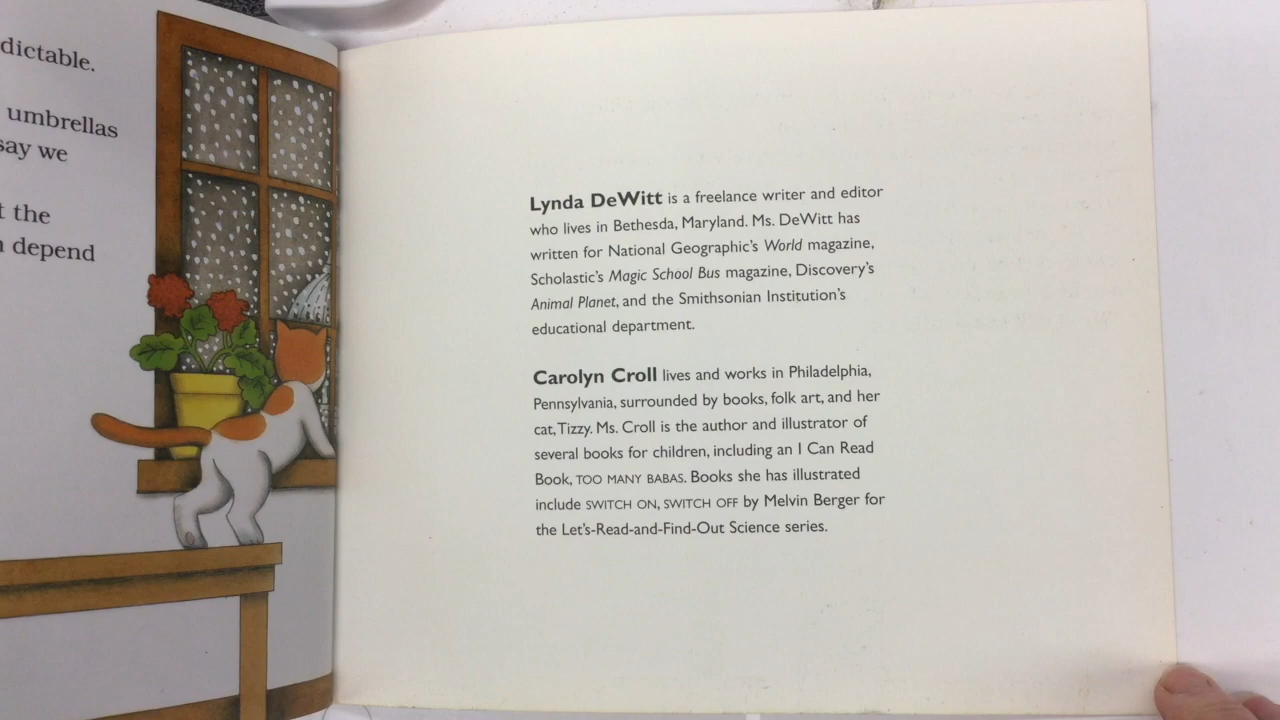 dictable.
umbrellas
say we
the
depend
Lynda DeWitt is a freelance writer and editor
who lives in Bethesda, Maryland. Ms. DeWitt has
written for National Geographic's World magazine,
Scholastic's Magic School Bus magazine, Discovery's
Animal Planet, and the Smithsonian Institution's
educational department.
Carolyn Croll lives and works in Philadelphia,
Pennsylvania, surrounded by books, folk art, and her
cat, Tizzy. Ms. Croll is the author and illustrator of
several books for children, including an I Can Read
Book, TOO MANY BABAS. Books she has illustrated
include SWITCH ON, SWITCH OFF by Melvin Berger for
the Let's-Read-and-Find-Out Science series.